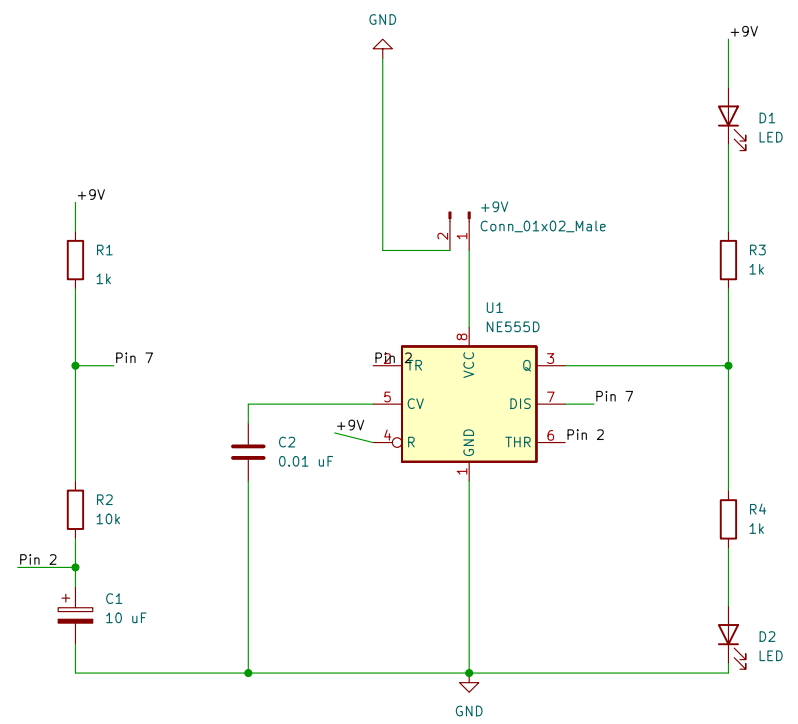 GND
+9V
D1
LED
+9V
+9V
Conn_01x02_Male
2
1
R1
1k
R3
1k
U1
NE555D
8
VCC
Pin 7
Pin 2
2
TR
Q
3
5
CV
DIS
7
Pin 7
+9V
4
R
GND
THR
6
Pin 2
C2
0.01 uF
1
R2
10k
R4
1k
Pin 2
+
C1
10 uF
D2
LED
GND